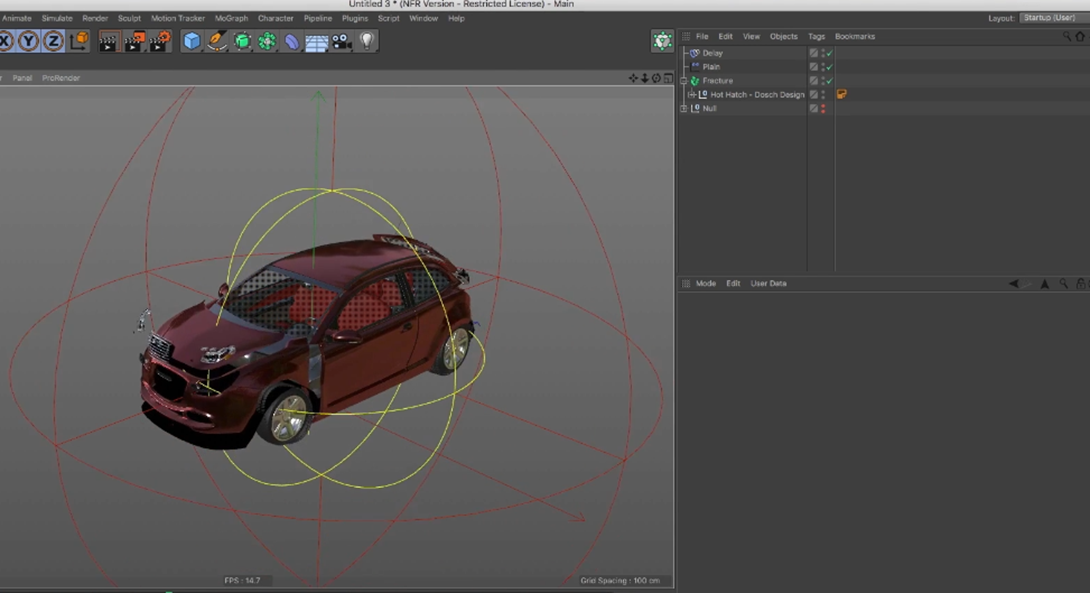 Untitled 3 * (NFR Version - Restricted License) - Main
Animate Simulate Render Sculpt Motion Tracker MoGraph Character Pipeline Plugins Script Window Help
Layout: Startup (User)
X Y Z
File Edit View Objects Tags Bookmarks
Delay
Plain
Fracture
Hot Hatch - Dosch Design
Null
Panel ProRender
Mode Edit User Data
FPS : 14.7
Grid Spacing : 100 cm